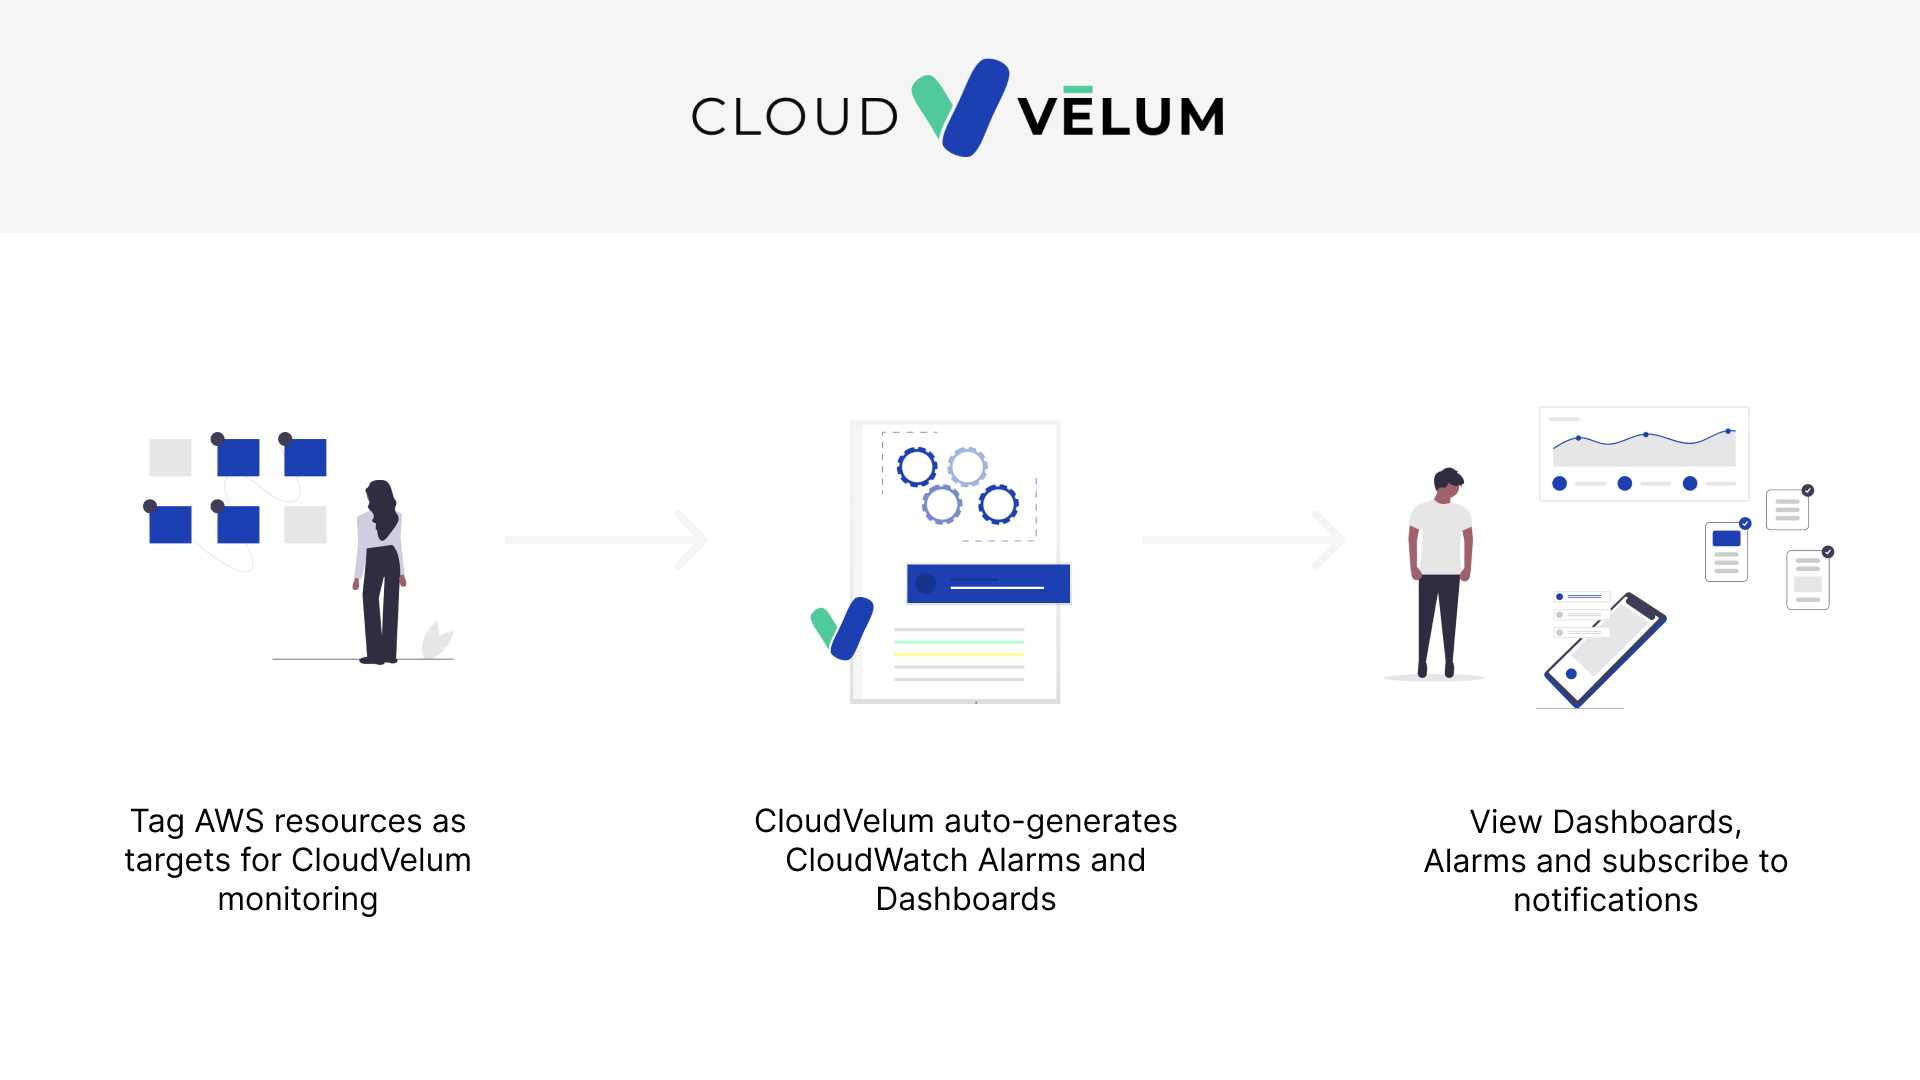 CLOUD VĒLUM
Tag AWS resources as
targets for CloudVelum
monitoring
CloudVelum auto-generates
CloudWatch Alarms and
Dashboards
View Dashboards,
Alarms and subscribe to
notifications